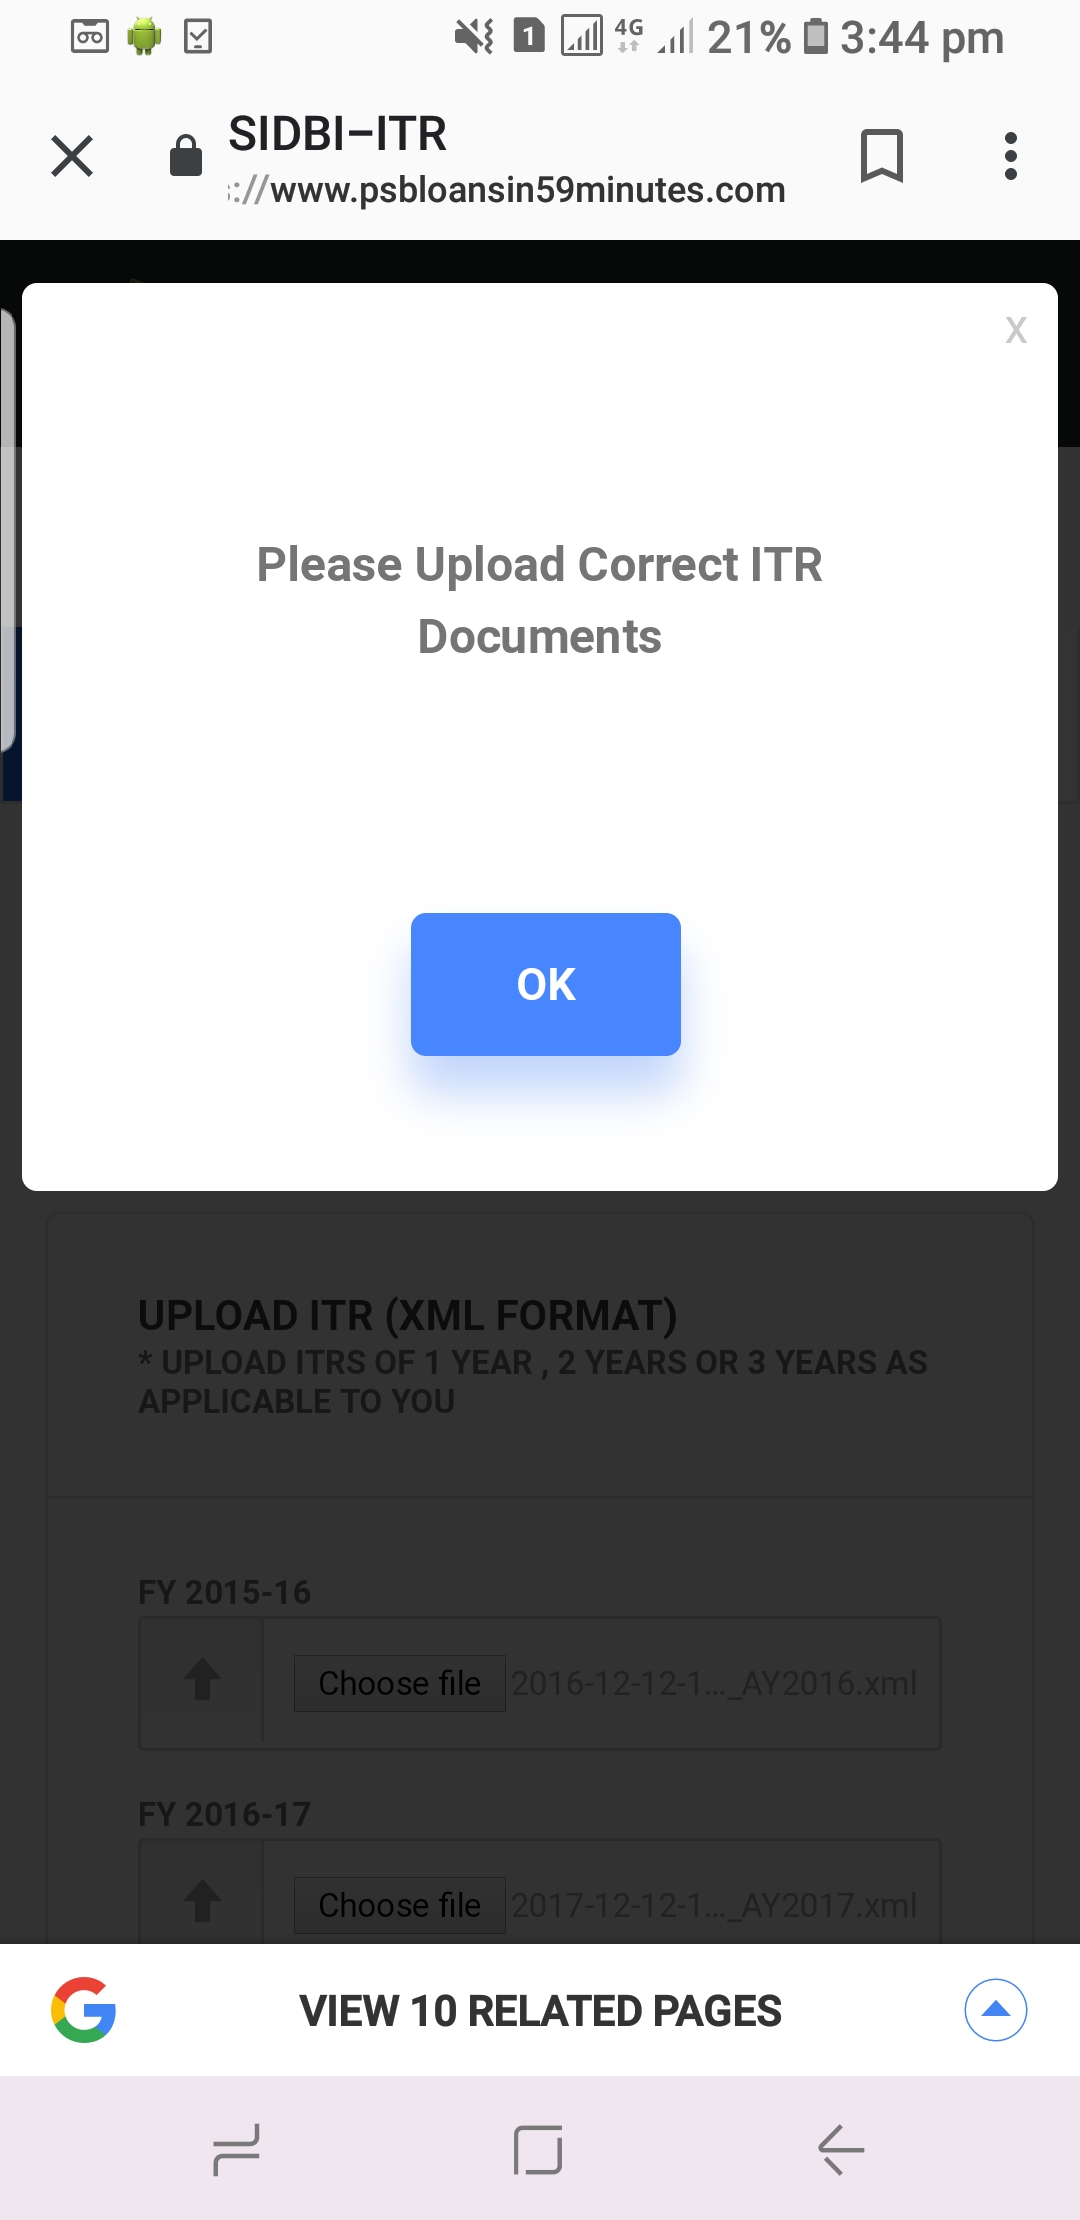 1 4G 21% 3:44 pm
SIDBI–ITR
://www.psbloansin59minutes.com
X
Please Upload Correct ITR
Documents
OK
UPLOAD ITR (XML FORMAT)
* UPLOAD ITRS OF 1 YEAR , 2 YEARS OR 3 YEARS AS
APPLICABLE TO YOU
FY 2015-16
Choose file 2016-12-12-1..._AY2016.xml
FY 2016-17
Choose file 2017-12-12-1..._AY2017.xml
VIEW 10 RELATED PAGES